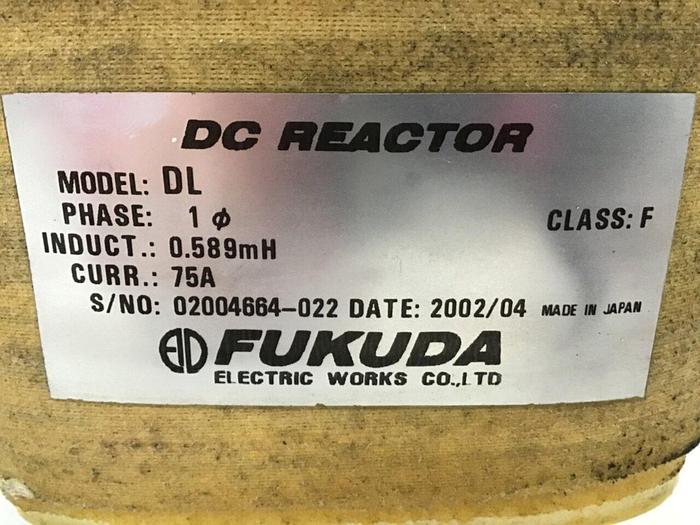 DC REACTOR
MODEL: DL
PHASE: 1 ϕ CLASS: F
INDUCT.: 0.589mH
CURR.: 75A
S/NO: 02004664-022 DATE: 2002/04 MADE IN JAPAN
FUKUDA
ELECTRIC WORKS CO.,LTD